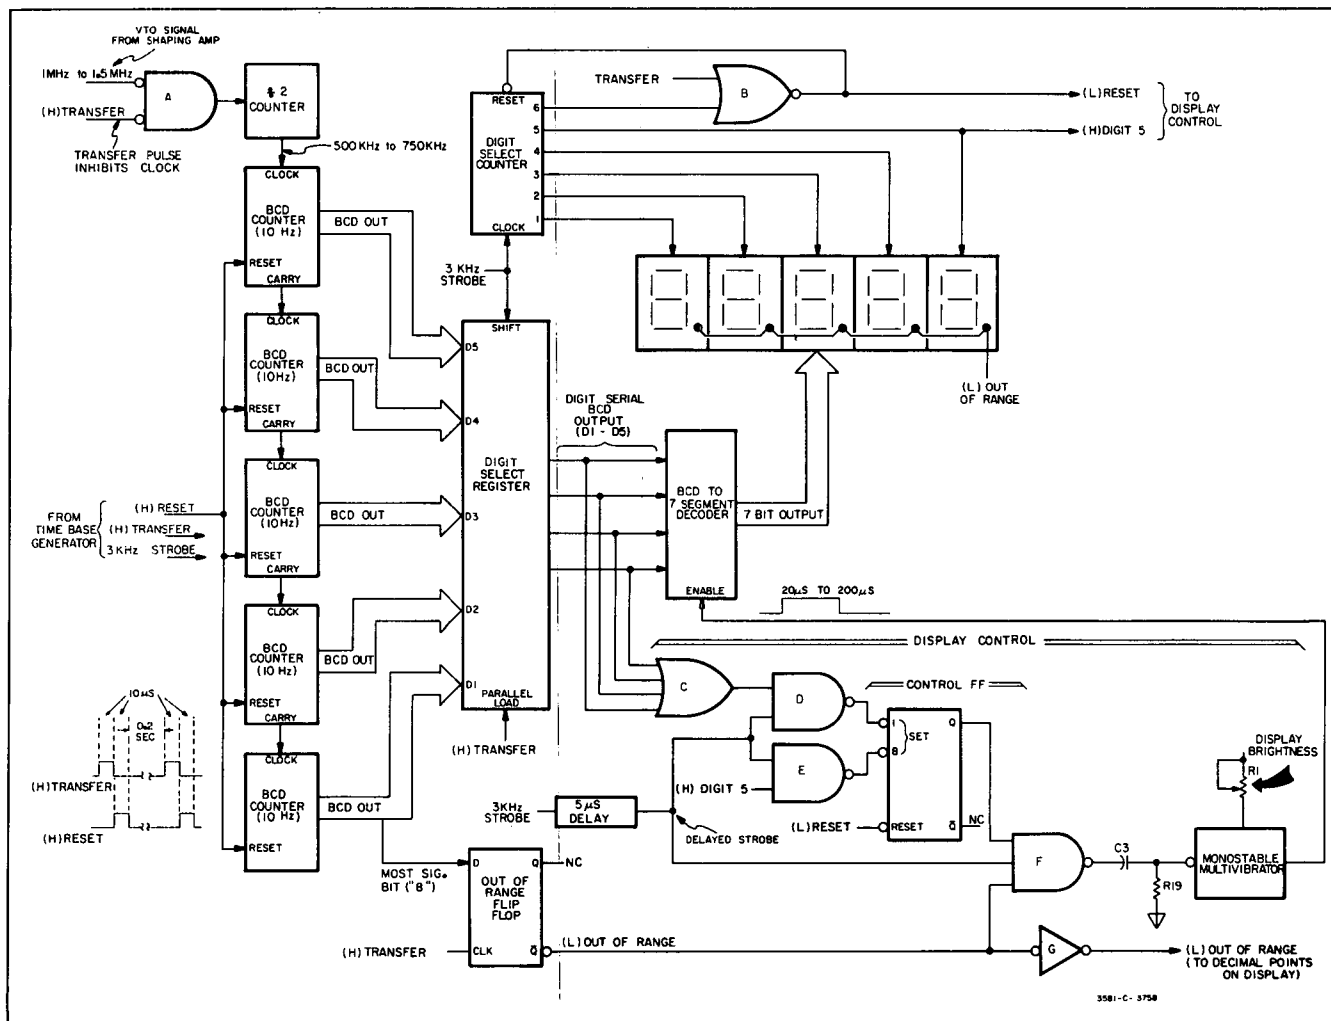 VTO SIGNAL
FROM SHAPING AMP
1MHz to 1.5MHz
A
(H)TRANSFER
TRANSFER PULSE
INHIBITS CLOCK
2
COUNTER
500KHz to 750KHz
CLOCK
BCD
COUNTER
(10 Hz)
RESET
CARRY
BCD OUT
CLOCK
BCD
COUNTER
(10Hz)
RESET
CARRY
BCD OUT
CLOCK
BCD
COUNTER
(10Hz)
RESET
CARRY
BCD OUT
CLOCK
BCD
COUNTER
(10 Hz)
RESET
CARRY
BCD OUT
CLOCK
BCD
COUNTER
(10 Hz)
RESET
BCD OUT
FROM
TIME BASE
GENERATOR
(H) RESET
(H) TRANSFER
3 KHz STROBE
10µS
0.2
SEC
(H)TRANSFER
(H)RESET
MOST SIG.
BIT ("8")
RESET
DIGIT
SELECT
COUNTER
CLOCK
6
5
4
3
2
1
TRANSFER
B
(L) RESET
(H) DIGIT 5
TO
DISPLAY
CONTROL
3 KHz
STROBE
SHIFT
D5
D4
D3
D2
D1
DIGIT
SELECT
REGISTER
PARALLEL
LOAD
(H) TRANSFER
(L) OUT
OF RANGE
DIGIT SERIAL
BCD
OUTPUT
(D1 - D5)
BCD TO
7 SEGMENT
DECODER
ENABLE
7 BIT OUTPUT
20µS TO 200µS
DISPLAY CONTROL
C
D
E
CONTROL FF
1
8
SET
Q
RESET
Q̅
NC
(H) DIGIT 5
(L)RESET
3KHz
STROBE
5 µS
DELAY
DELAYED STROBE
D
Q
NC
OUT OF
RANGE
FLIP
FLOP
CLK
Q̅
(H) TRANSFER
(L) OUT OF RANGE
F
C3
R19
DISPLAY
BRIGHTNESS
R1
MONOSTABLE
MULTIVIBRATOR
G
(L) OUT OF RANGE
(TO DECIMAL POINTS
ON DISPLAY)
3581-C-3758